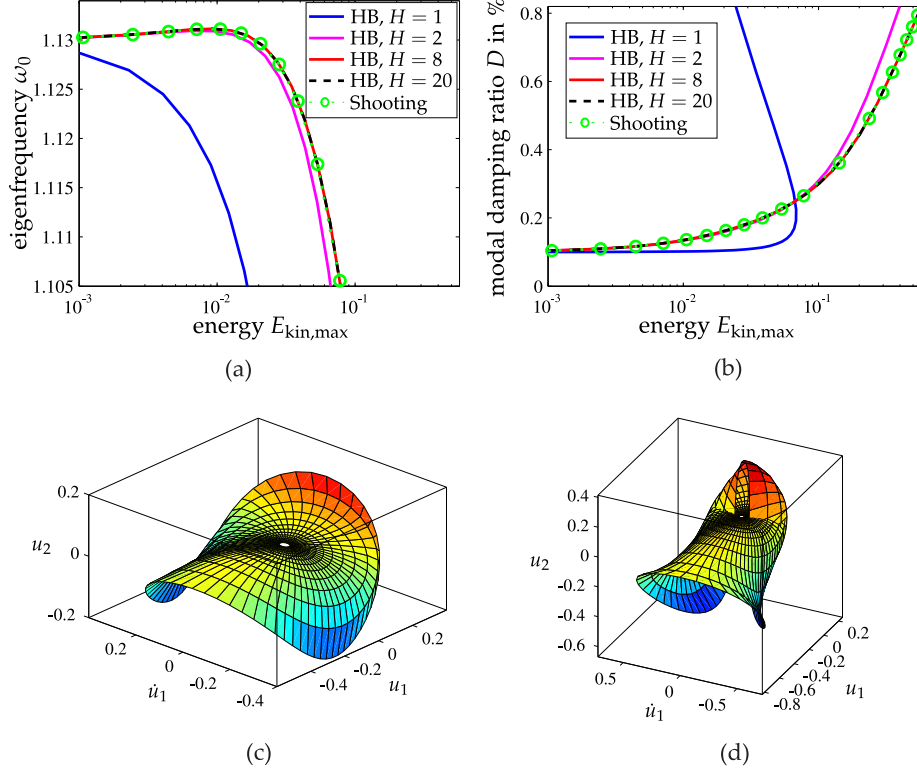 eigenfrequency ω₀
1.13
1.125
1.12
1.115
1.11
1.105
10⁻³
10⁻²
10⁻¹
energy E_kin,max
HB, H = 1
HB, H = 2
HB, H = 8
HB, H = 20
Shooting
(a)
modal damping ratio D in %
0.8
0.6
0.4
0.2
0
10⁻³
10⁻²
10⁻¹
energy E_kin,max
HB, H = 1
HB, H = 2
HB, H = 8
HB, H = 20
Shooting
(b)
u₂
0.2
0
-0.2
0.2
0
-0.2
-0.4
u̇₁
-0.4
-0.2
0
0.2
u₁
(c)
u₂
0.4
0.2
0
-0.2
-0.4
-0.6
0.5
0
-0.5
u̇₁
-0.8
-0.6
-0.4
-0.2
0
0.2
u₁
(d)